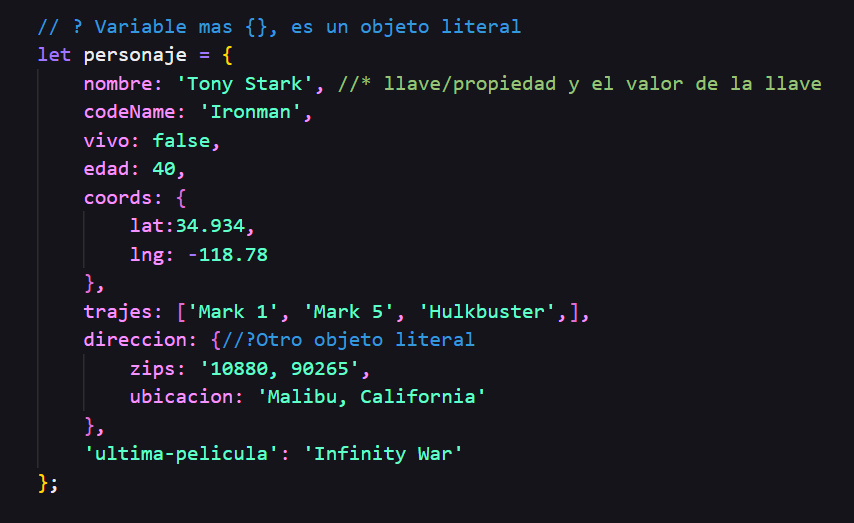 // ? Variable mas {}, es un objeto literal
let personaje = {
    nombre: 'Tony Stark', //* llave/propiedad y el valor de la llave
    codeName: 'Ironman',
    vivo: false,
    edad: 40,
    coords: {
        lat:34.934,
        lng: -118.78
    },
    trajes: ['Mark 1', 'Mark 5', 'Hulkbuster',],
    direccion: {//?Otro objeto literal
        zips: '10880, 90265',
        ubicacion: 'Malibu, California'
    },
    'ultima-pelicula': 'Infinity War'
};